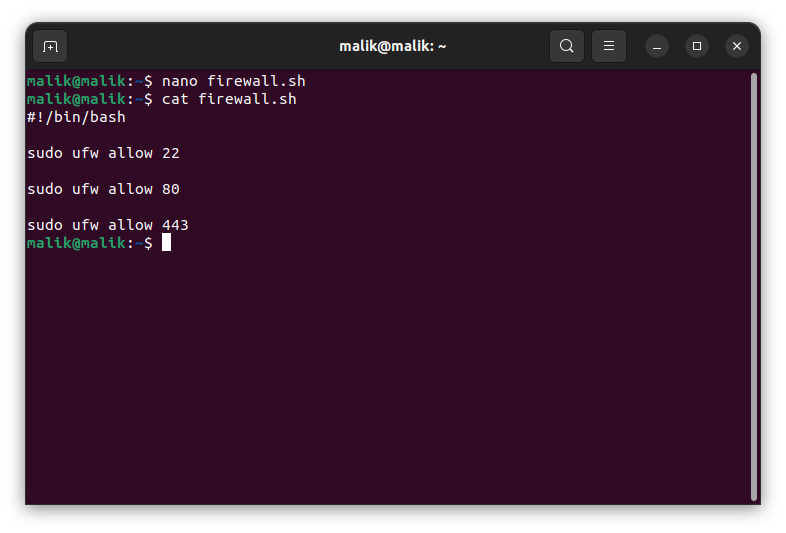 malik@malik: ~
malik@malik:~$ nano firewall.sh
malik@malik:~$ cat firewall.sh
#!/bin/bash
sudo ufw allow 22
sudo ufw allow 80
sudo ufw allow 443
malik@malik:~$